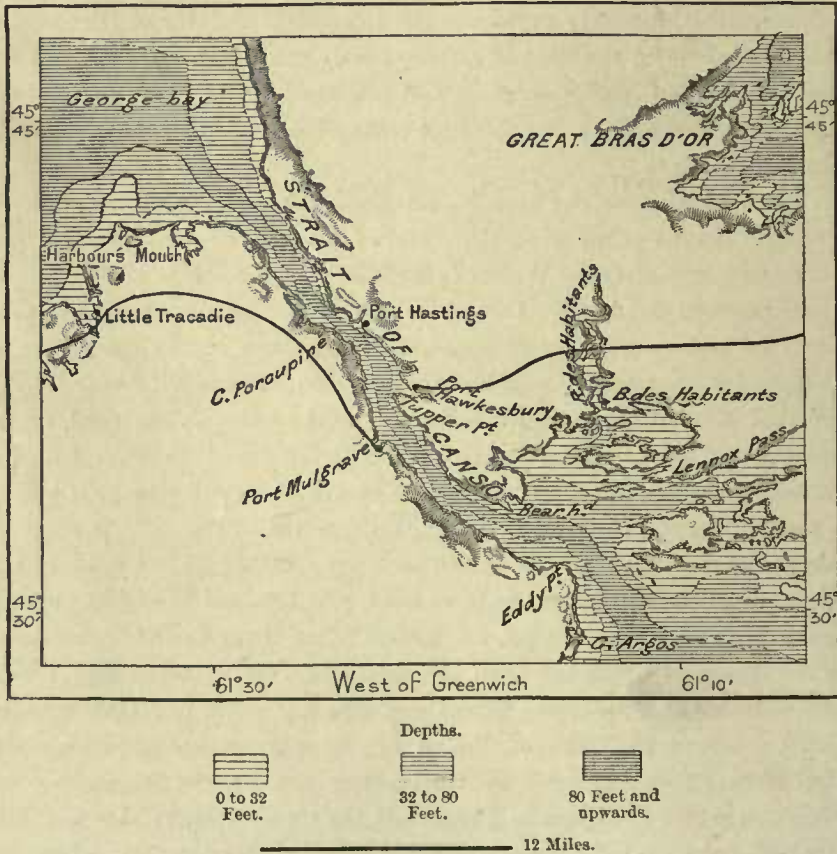 George bay
45°
45'
45°
45'
GREAT BRAS D'OR
STRAIT OF CANSO
Harbour's Mouth
Little Tracadie
Port Hastings
C. Porcupine
R. des Habitants
Port Hawkesbury
B. des Habitants
Tupper Pt.
Lennox Pass
Port Mulgrave
Bear hd
Eddy Pt.
45°
30'
45°
30'
C. Argos
61°30'
West of Greenwich
61°10'
Depths.
0 to 32
Feet.
32 to 80
Feet.
80 Feet and
upwards.
12 Miles.